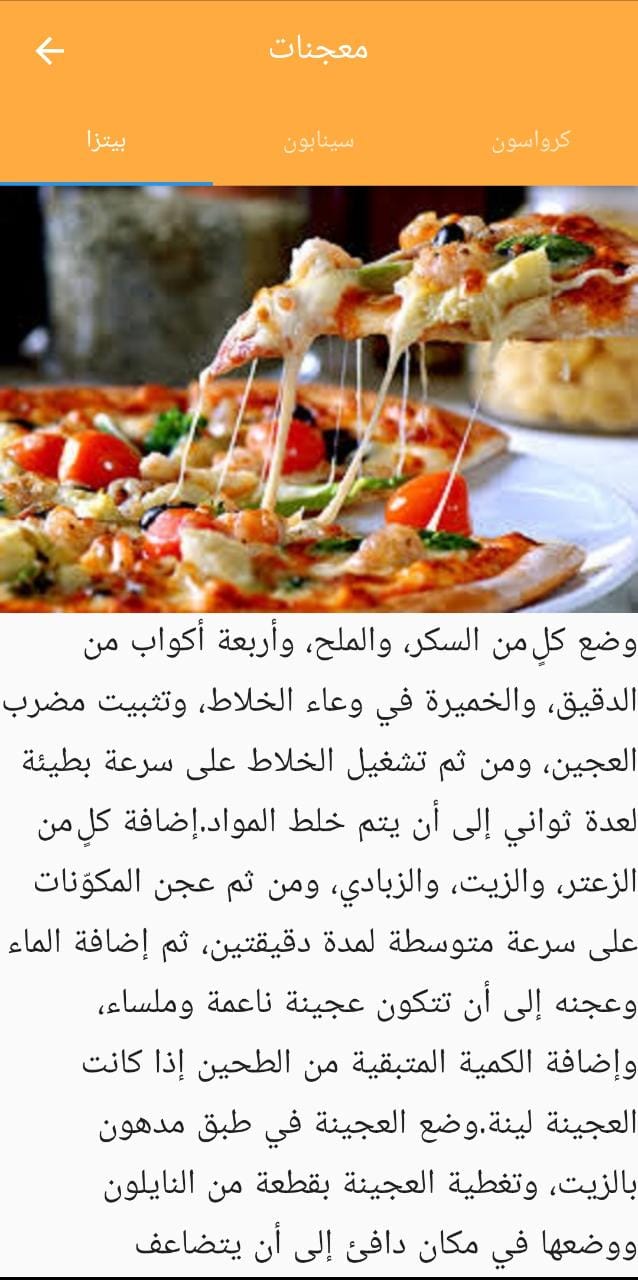 معجنات
كرواسون
سينابون
بيتزا
وضع كلٍ من السكر، والملح، وأربعة أكواب من
الدقيق، والخميرة في وعاء الخلاط، وتثبيت مضرب
العجين، ومن ثم تشغيل الخلاط على سرعة بطيئة
لعدة ثواني إلى أن يتم خلط المواد.إضافة كلٍ من
الزعتر، والزيت، والزبادي، ومن ثم عجن المكوّنات
على سرعة متوسطة لمدة دقيقتين، ثم إضافة الماء
وعجنه إلى أن تتكون عجينة ناعمة وملساء،
وإضافة الكمية المتبقية من الطحين إذا كانت
العجينة لينة.وضع العجينة في طبق مدهون
بالزيت، وتغطية العجينة بقطعة من النايلون
ووضعها في مكان دافئ إلى أن يتضاعف